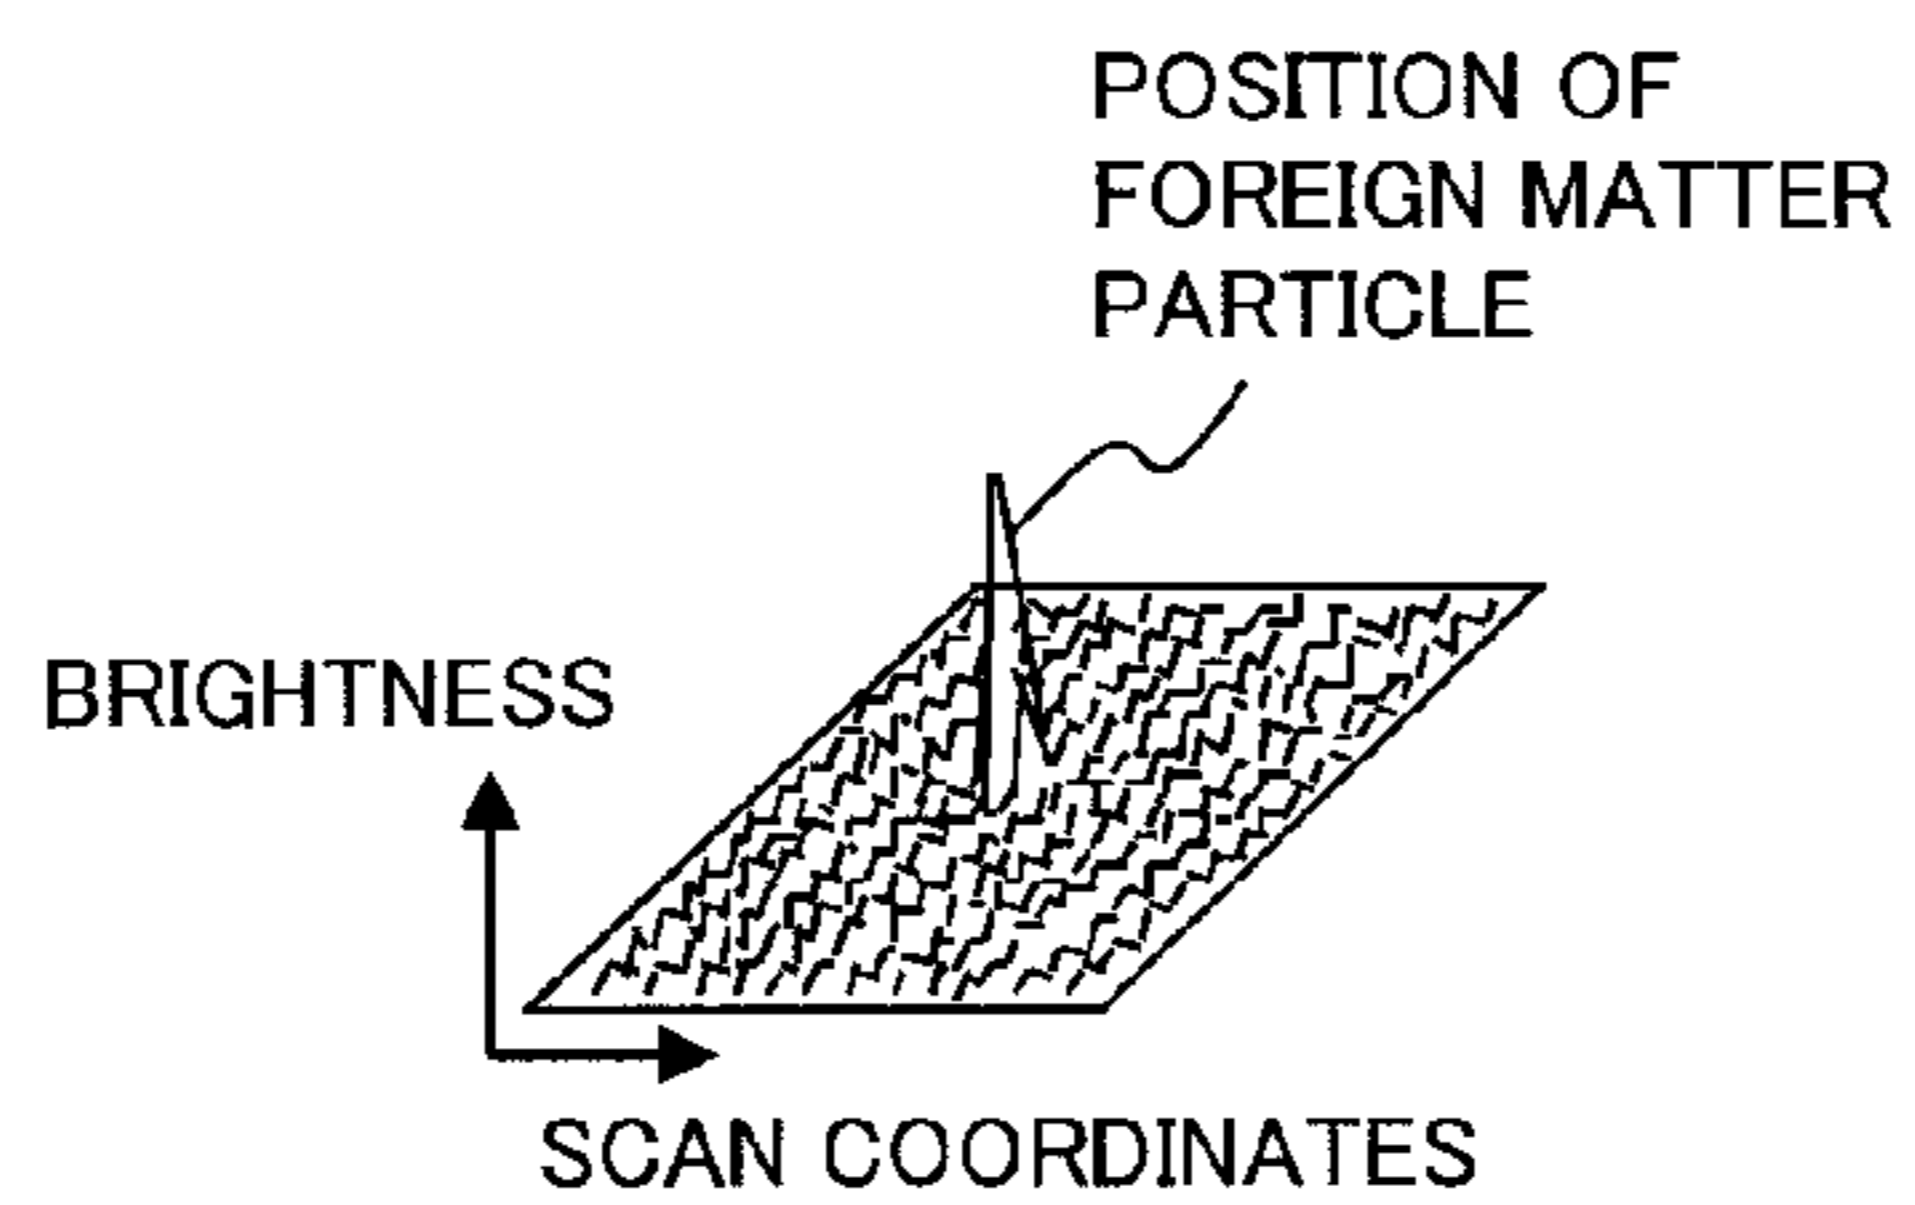 POSITION OF
FOREIGN MATTER
PARTICLE
BRIGHTNESS
SCAN COORDINATES